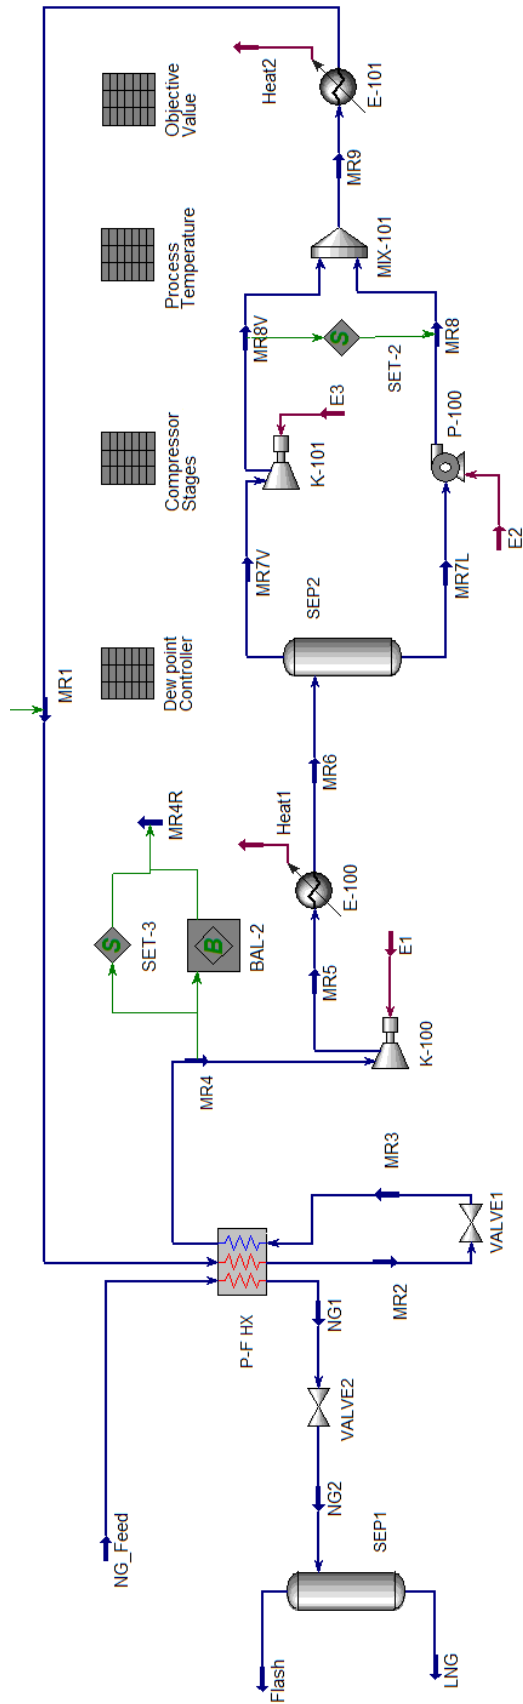 Flash
LNG
SEP1
NG2
VALVE2
NG1
NG_Feed
P-F HX
MR2
VALVE1
MR3
MR4
SET-3
S
B
BAL-2
MR4R
K-100
E1
MR5
E-100
Heat1
MR6
MR1
SEP2
MR7V
MR7L
K-101
E3
E2
P-100
MR8V
S
SET-2
MR8
MIX-101
MR9
E-101
Heat2
Dew point
Controller
Compressor
Stages
Process
Temperature
Objective
Value